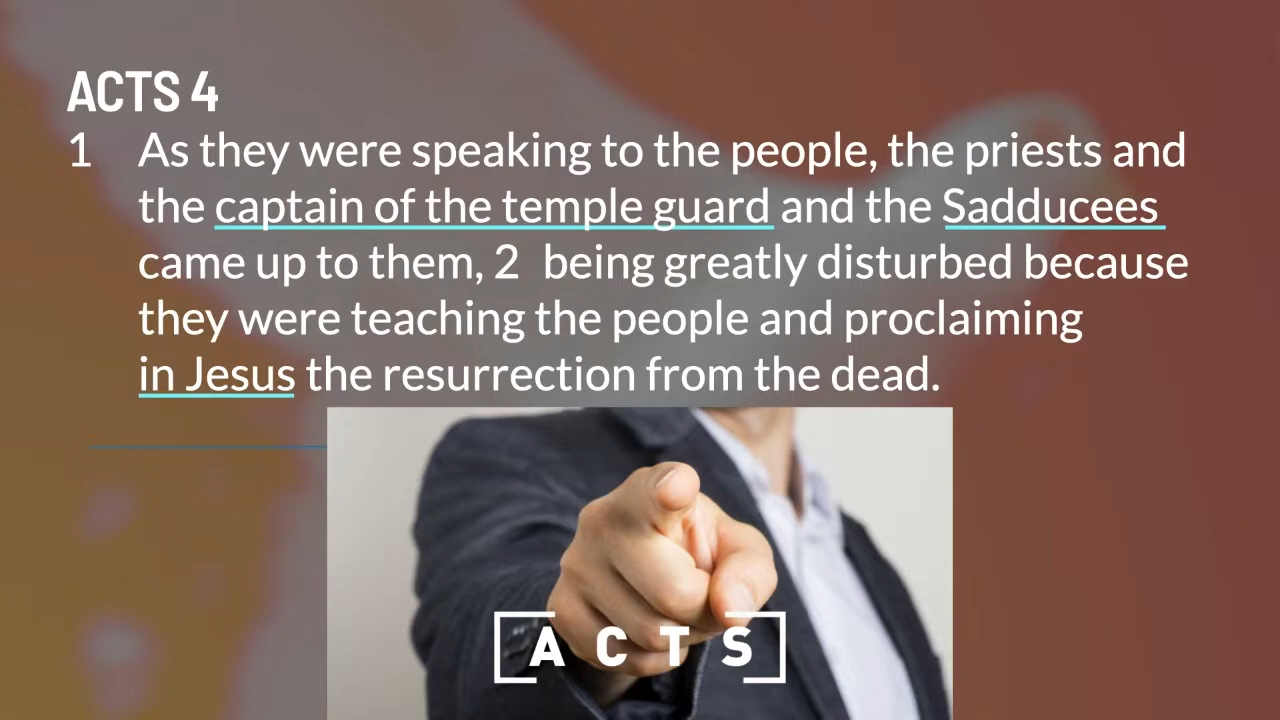 ACTS 4
1 As they were speaking to the people, the priests and
the captain of the temple guard and the Sadducees
came up to them, 2 being greatly disturbed because
they were teaching the people and proclaiming
in Jesus the resurrection from the dead.
ACTS